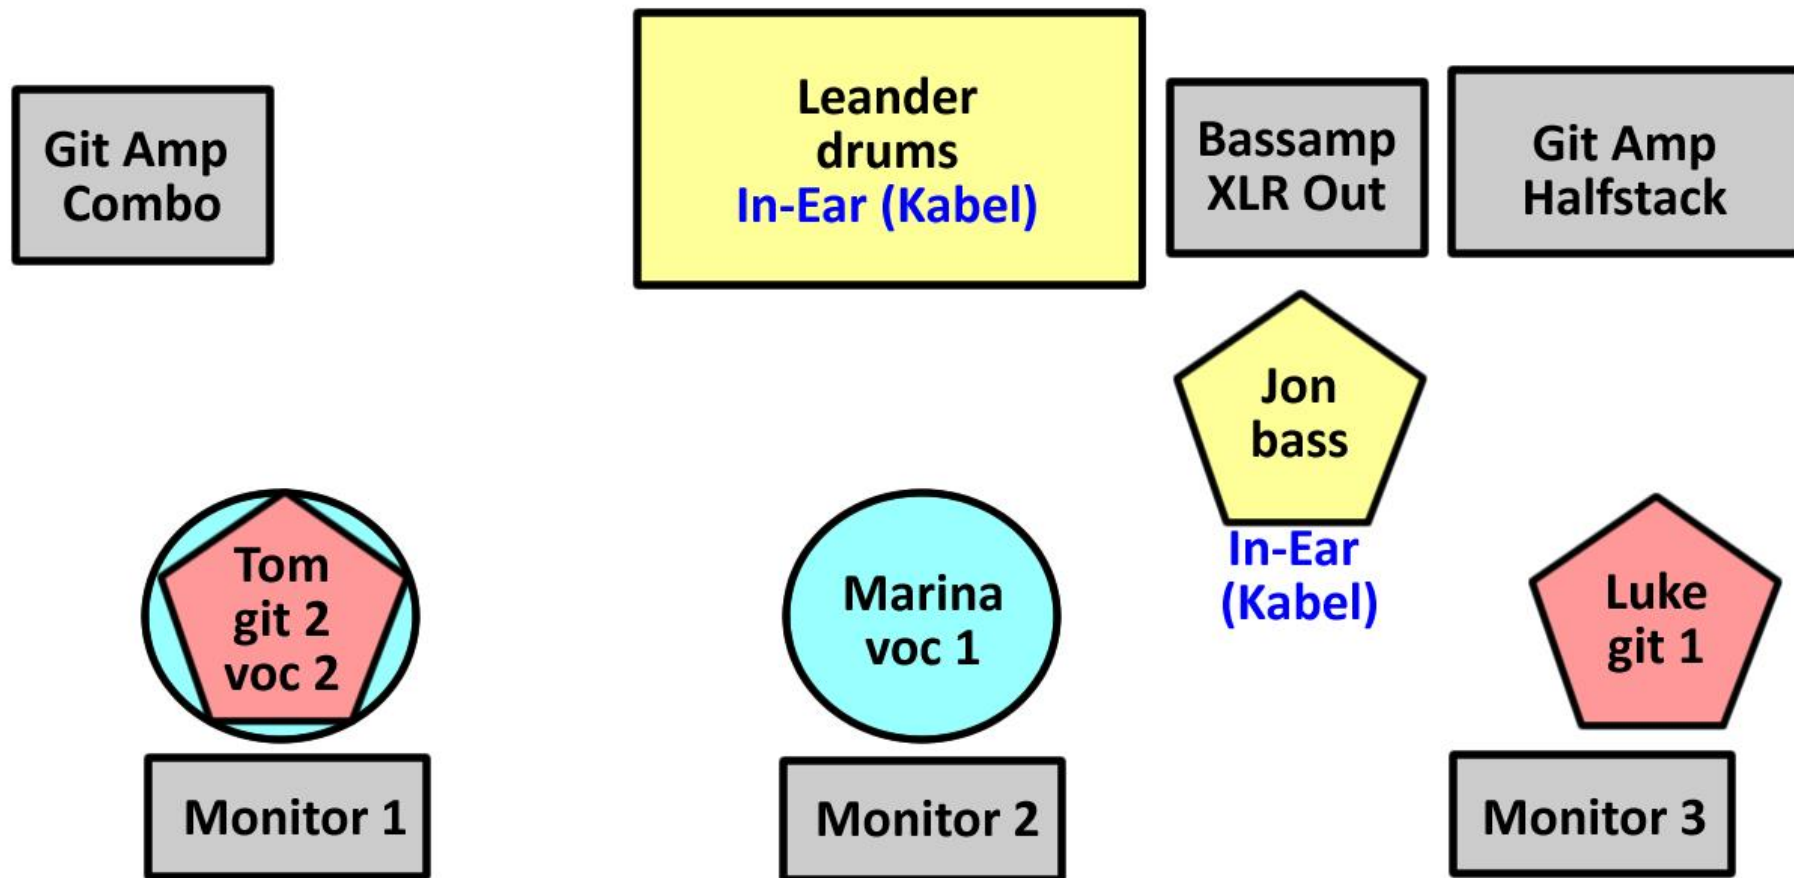 Git Amp
Combo
Leander
drums
In-Ear (Kabel)
Bassamp
XLR Out
Git Amp
Halfstack
Jon
bass
In-Ear
(Kabel)
Tom
git 2
voc 2
Marina
voc 1
Luke
git 1
Monitor 1
Monitor 2
Monitor 3